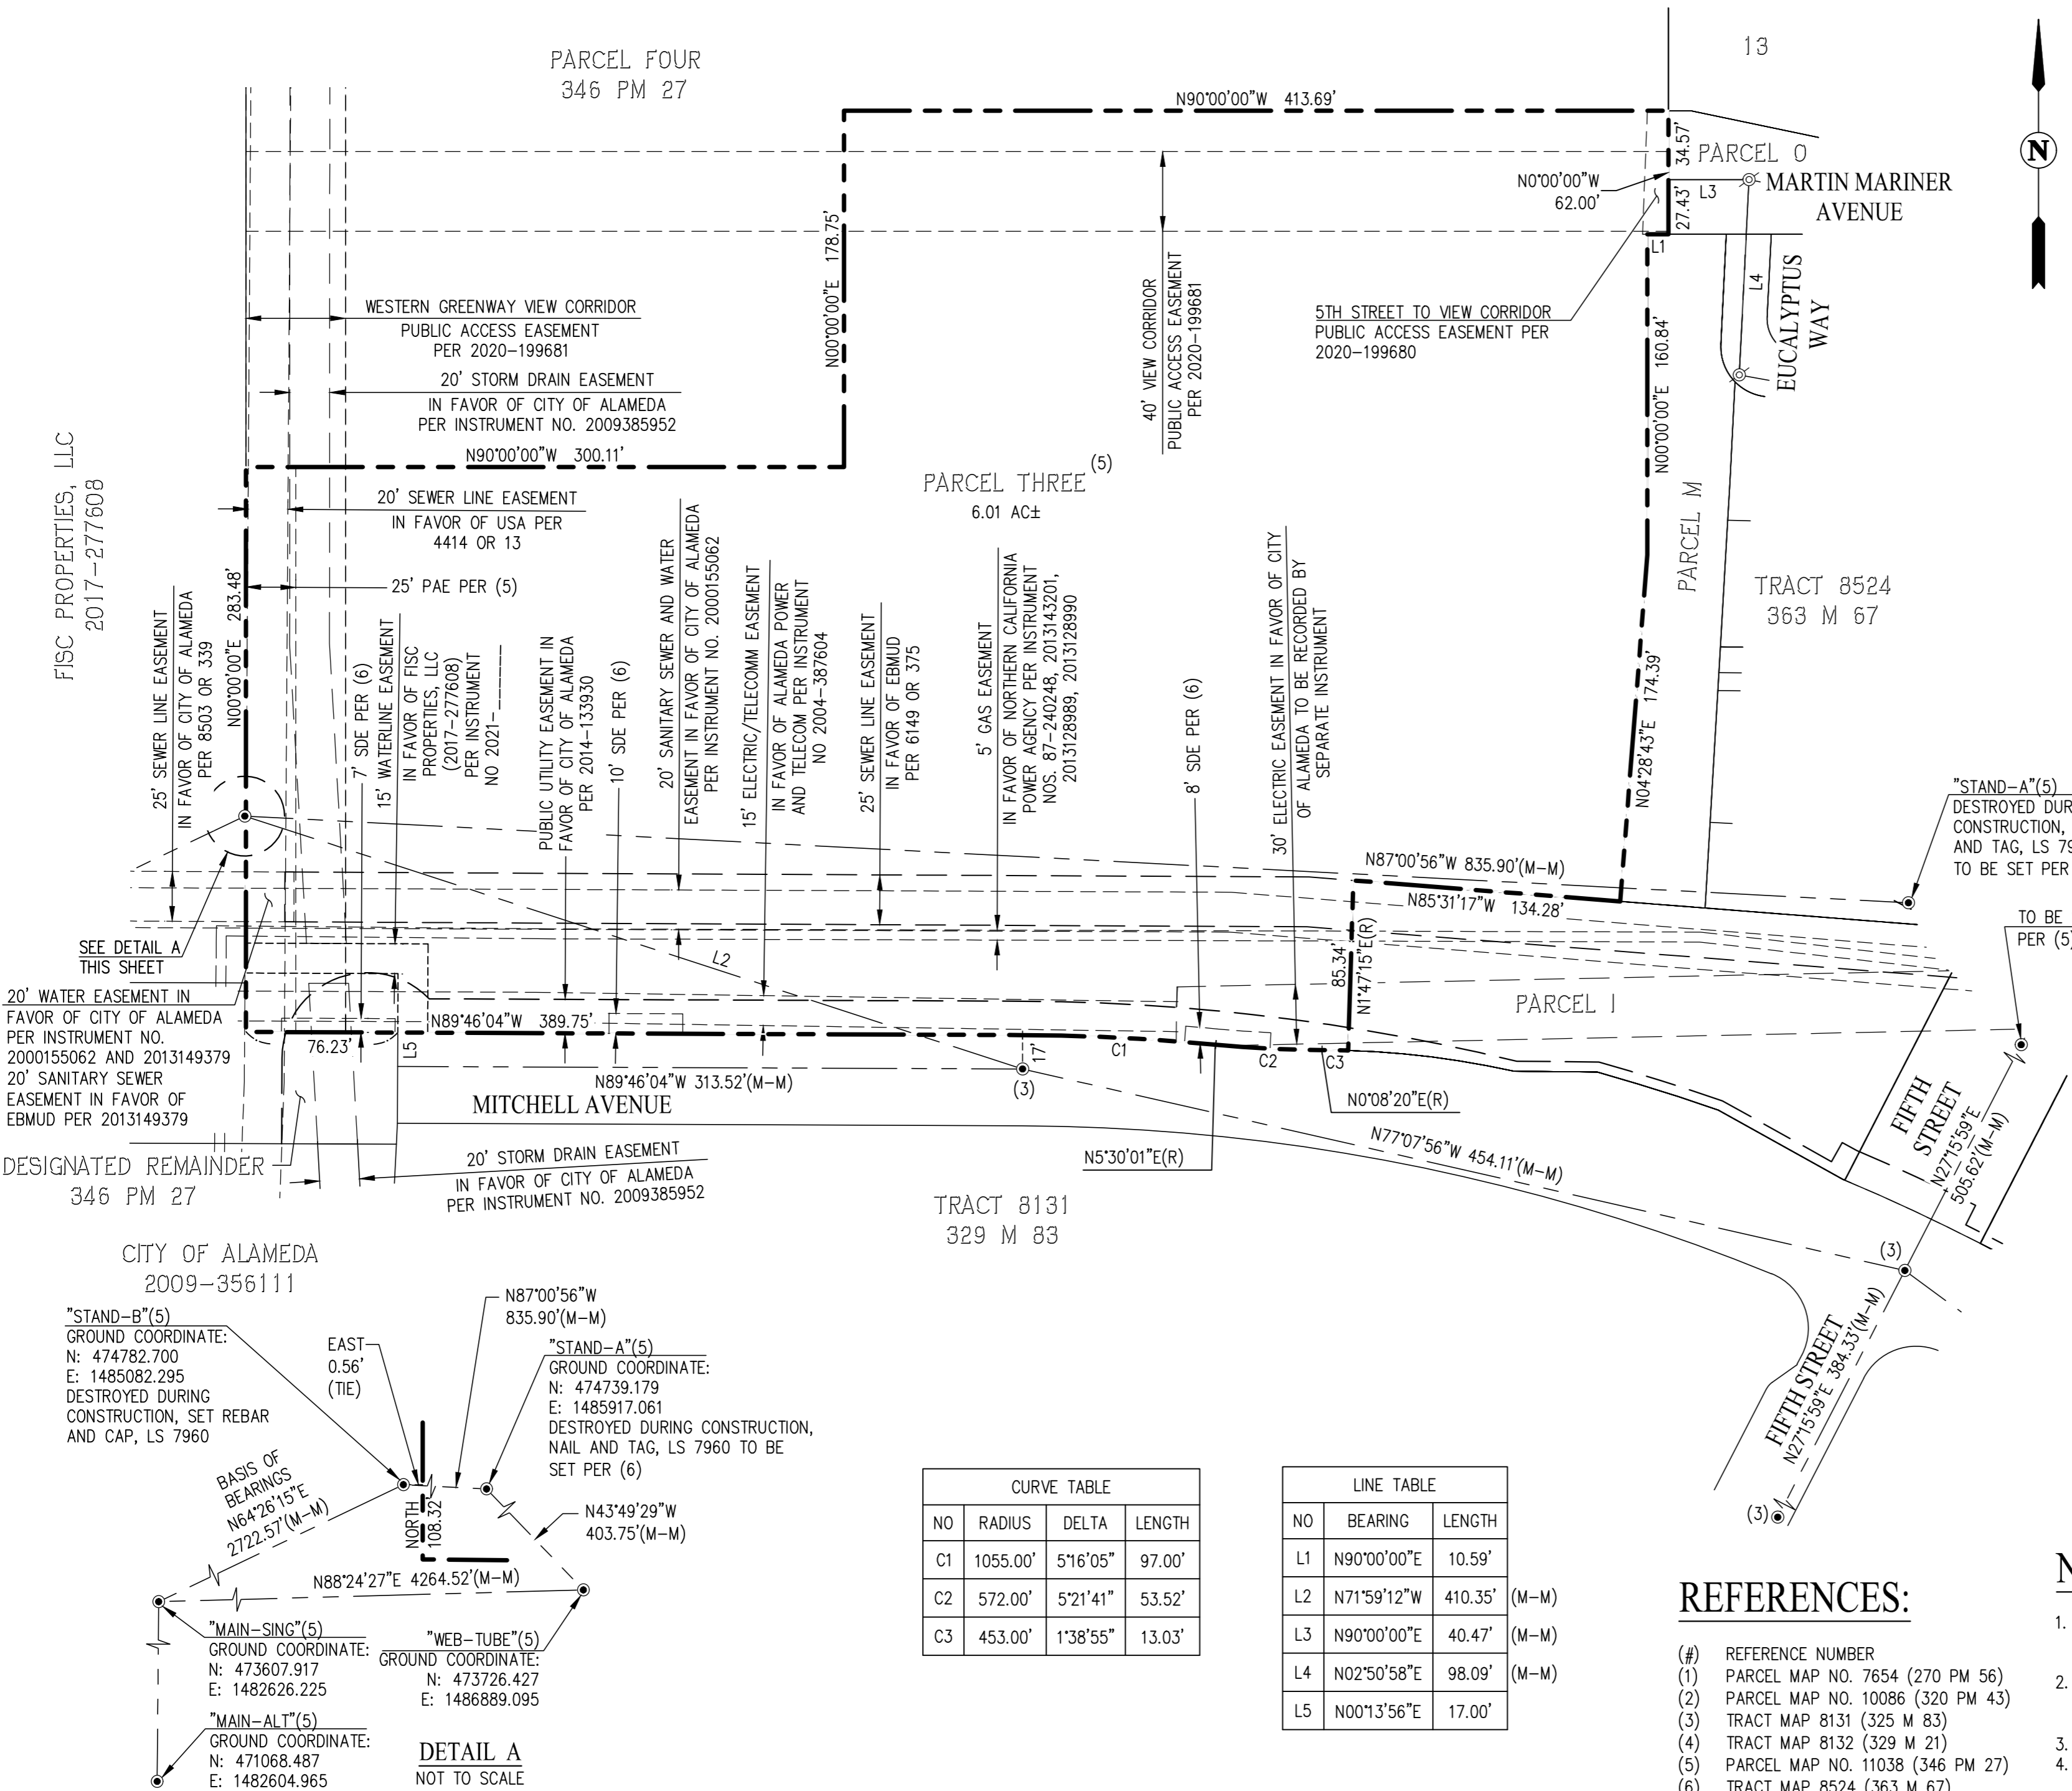 PARCEL FOUR
346 PM 27
13
N90°00'00"W 413.69'
34.57'
PARCEL O
N0°00'00"W
62.00'
27.43'
L3
MARTIN MARINER
AVENUE
N
L1
L4
EUCALYPTUS
WAY
N00°00'00"E 178.75'
40' VIEW CORRIDOR
PUBLIC ACCESS EASEMENT
PER 2020-199681
5TH STREET TO VIEW CORRIDOR
PUBLIC ACCESS EASEMENT PER
2020-199680
N00°00'00"E 160.84'
WESTERN GREENWAY VIEW CORRIDOR
PUBLIC ACCESS EASEMENT
PER 2020-199681
20' STORM DRAIN EASEMENT
IN FAVOR OF CITY OF ALAMEDA
PER INSTRUMENT NO. 2009385952
N90°00'00"W 300.11'
FISC PROPERTIES, LLC
2017-277608
20' SEWER LINE EASEMENT
IN FAVOR OF USA PER
4414 OR 13
PARCEL THREE (5)
6.01 AC±
PARCEL M
TRACT 8524
363 M 67
25' PAE PER (5)
N00°00'00"E 283.48'
25' SEWER LINE EASEMENT
IN FAVOR OF CITY OF ALAMEDA
PER 8503 OR 339
7' SDE PER (6)
15' WATERLINE EASEMENT
IN FAVOR OF FISC
PROPERTIES, LLC
(2017-277608)
PER INSTRUMENT
NO 2021-_______
PUBLIC UTILITY EASEMENT IN
FAVOR OF CITY OF ALAMEDA
PER 2014-133930
10' SDE PER (6)
20' SANITARY SEWER AND WATER
EASEMENT IN FAVOR OF CITY OF ALAMEDA
PER INSTRUMENT NO. 2000155062
15' ELECTRIC/TELECOMM EASEMENT
IN FAVOR OF ALAMEDA POWER
AND TELECOM PER INSTRUMENT
NO 2004-387604
25' SEWER LINE EASEMENT
IN FAVOR OF EBMUD
PER 6149 OR 375
5' GAS EASEMENT
IN FAVOR OF NORTHERN CALIFORNIA
POWER AGENCY PER INSTRUMENT
NOS. 87-240248, 2013143201,
2013128989, 2013128990
8' SDE PER (6)
30' ELECTRIC EASEMENT IN FAVOR OF CITY
OF ALAMEDA TO BE RECORDED BY
SEPARATE INSTRUMENT
N04°28'43"E 174.39'
"STAND-A"(5)
DESTROYED DUR
CONSTRUCTION,
AND TAG, LS 79
TO BE SET PER
N87°00'56"W 835.90'(M-M)
N85°31'17"W 134.28'
TO BE
PER (5)
SEE DETAIL A
THIS SHEET
L2
85.34'
N1°47'15"E(R)
PARCEL I
20' WATER EASEMENT IN
FAVOR OF CITY OF ALAMEDA
PER INSTRUMENT NO.
2000155062 AND 2013149379
20' SANITARY SEWER
EASEMENT IN FAVOR OF
EBMUD PER 2013149379
76.23'
L5
N89°46'04"W 389.75'
17'
C1
C2
C3
N89°46'04"W 313.52'(M-M)
(3)
MITCHELL AVENUE
N0°08'20"E(R)
N5°30'01"E(R)
N77°07'56"W 454.11'(M-M)
FIFTH
STREET
N27°15'59"E
505.62'(M-M)
DESIGNATED REMAINDER
346 PM 27
20' STORM DRAIN EASEMENT
IN FAVOR OF CITY OF ALAMEDA
PER INSTRUMENT NO. 2009385952
TRACT 8131
329 M 83
(3)
FIFTH STREET
N27°15'59"E 384.33'(M-M)
(3)
CITY OF ALAMEDA
2009-356111
"STAND-B"(5)
GROUND COORDINATE:
N: 474782.700
E: 1485082.295
DESTROYED DURING
CONSTRUCTION, SET REBAR
AND CAP, LS 7960
EAST
0.56'
(TIE)
N87°00'56"W
835.90'(M-M)
"STAND-A"(5)
GROUND COORDINATE:
N: 474739.179
E: 1485917.061
DESTROYED DURING CONSTRUCTION,
NAIL AND TAG, LS 7960 TO BE
SET PER (6)
BASIS OF
BEARINGS
N64°26'15"E
2722.57'(M-M)
NORTH
108.32'
N43°49'29"W
403.75'(M-M)
N88°24'27"E 4264.52'(M-M)
"MAIN-SING"(5)
GROUND COORDINATE:
N: 473607.917
E: 1482626.225
"WEB-TUBE"(5)
GROUND COORDINATE:
N: 473726.427
E: 1486889.095
"MAIN-ALT"(5)
GROUND COORDINATE:
N: 471068.487
E: 1482604.965
DETAIL A
NOT TO SCALE
CURVE TABLE
NO RADIUS DELTA LENGTH
C1 1055.00' 5°16'05" 97.00'
C2 572.00' 5°21'41" 53.52'
C3 453.00' 1°38'55" 13.03'
LINE TABLE
NO BEARING LENGTH
L1 N90°00'00"E 10.59'
L2 N71°59'12"W 410.35' (M-M)
L3 N90°00'00"E 40.47' (M-M)
L4 N02°50'58"E 98.09' (M-M)
L5 N00°13'56"E 17.00'
REFERENCES:
(#) REFERENCE NUMBER
(1) PARCEL MAP NO. 7654 (270 PM 56)
(2) PARCEL MAP NO. 10086 (320 PM 43)
(3) TRACT MAP 8131 (325 M 83)
(4) TRACT MAP 8132 (329 M 21)
(5) PARCEL MAP NO. 11038 (346 PM 27)
(6) TRACT MAP 8524 (363 M 67)
N
1.
2.
3.
4.